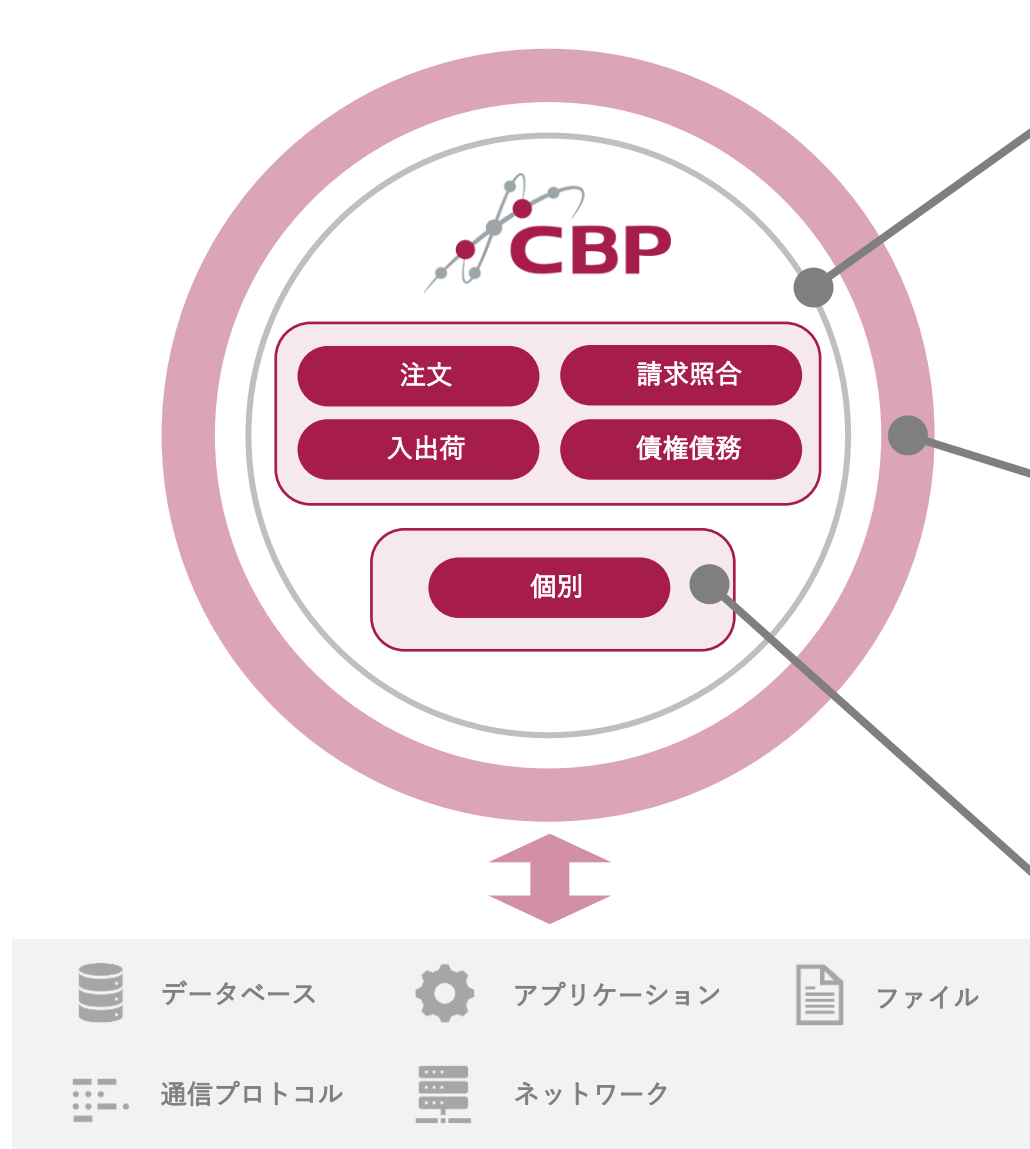 CBP
注文
請求照合
入出荷
債権債務
個別
データベース
アプリケーション
ファイル
通信プロトコル
ネットワーク